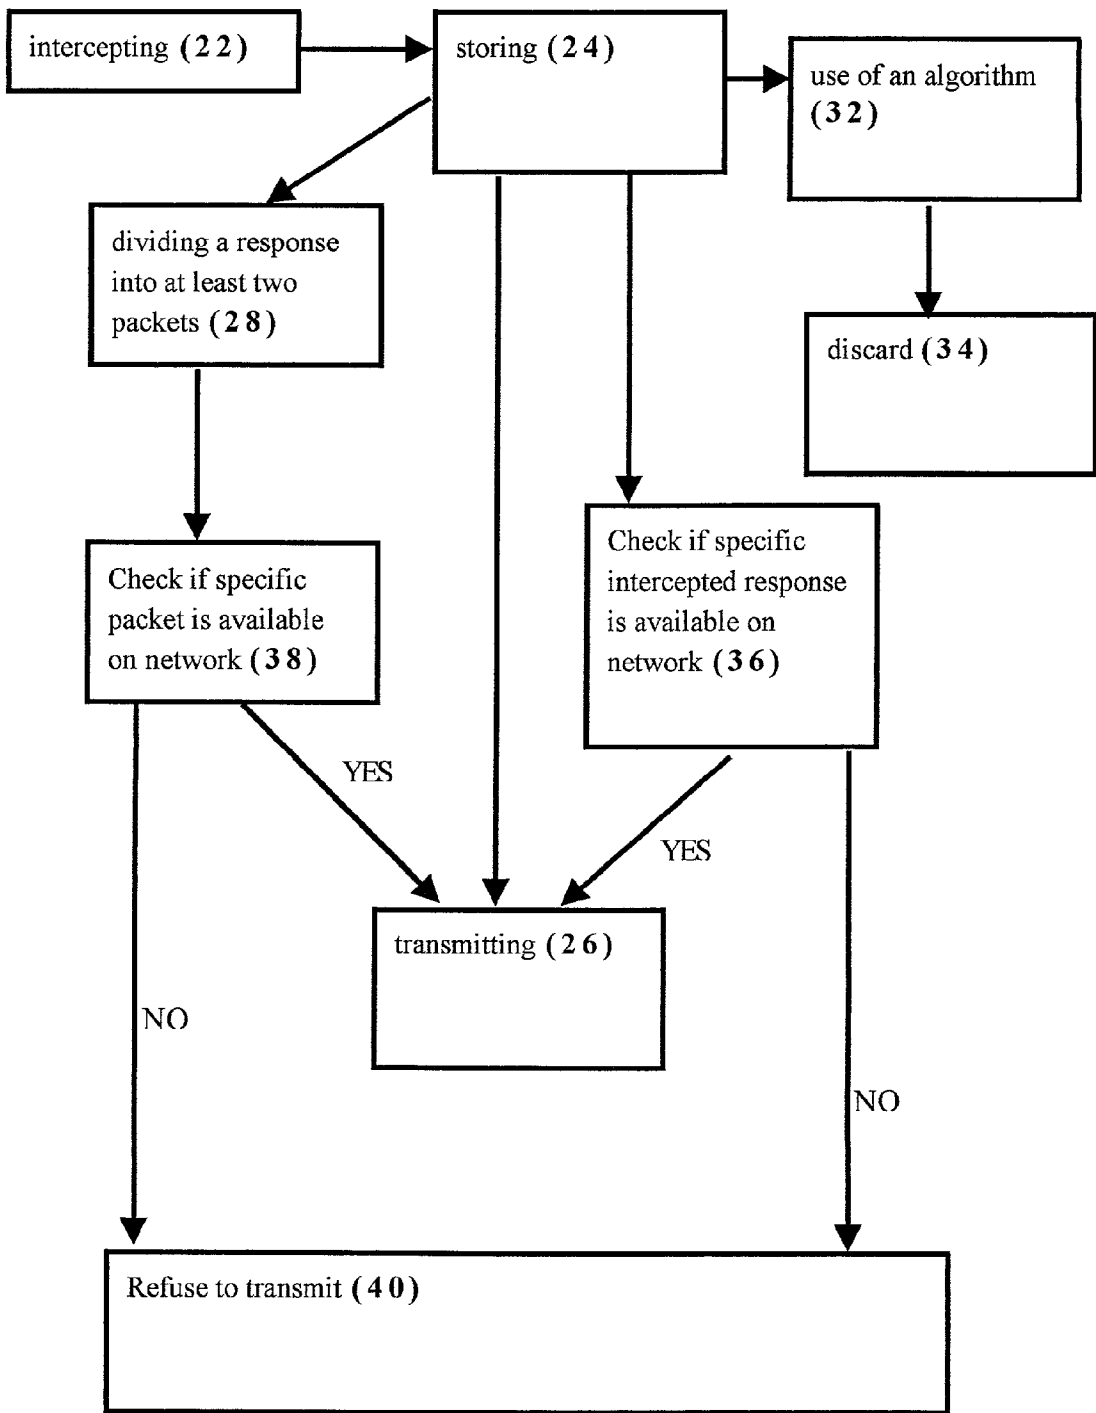 intercepting (22)
storing (24)
use of an algorithm
(32)
dividing a response
into at least two
packets (28)
discard (34)
Check if specific
packet is available
on network (38)
Check if specific
intercepted response
is available on
network (36)
YES
YES
transmitting (26)
NO
NO
Refuse to transmit (40)